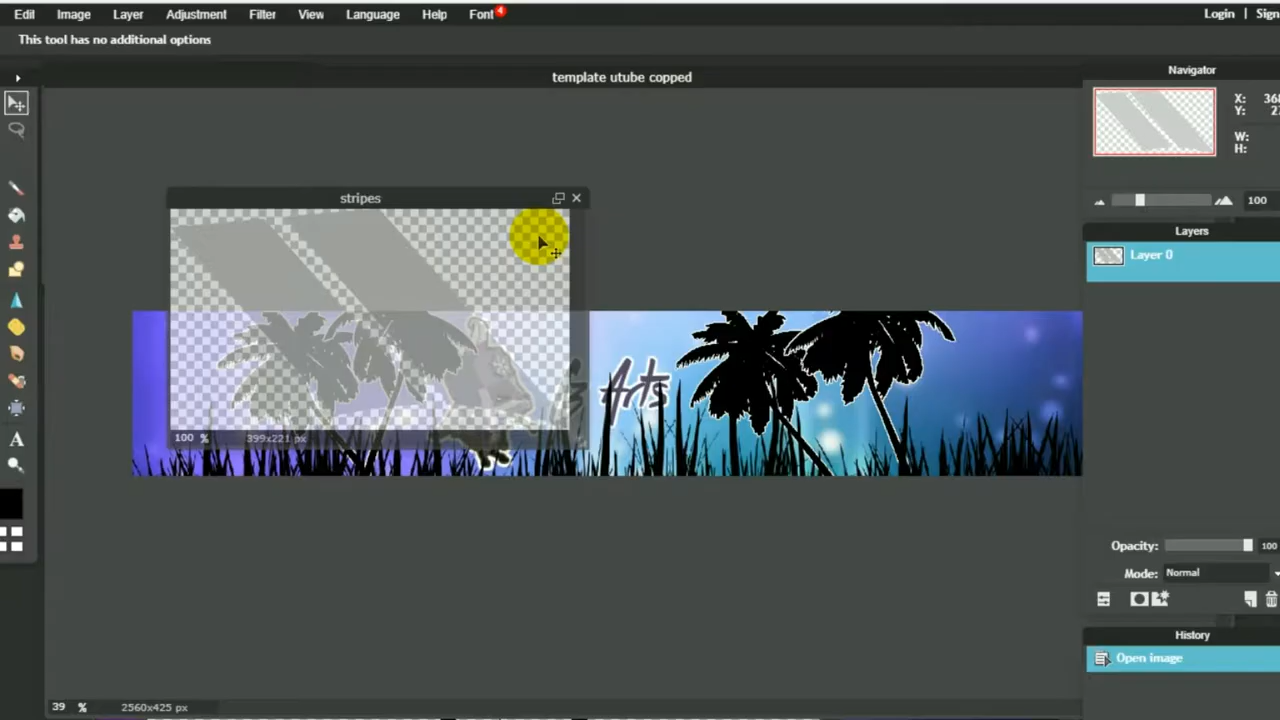 Edit Image Layer Adjustment Filter View Language Help Font 4 Login | Sign
This tool has no additional options
template utube copped
Navigator
X: 36
Y: 2
W:
H:
100
stripes
Layers
Layer 0
Arts
100 % 399x221 px
A
Opacity: 100
Mode: Normal
History
Open image
39 % 2560x425 px